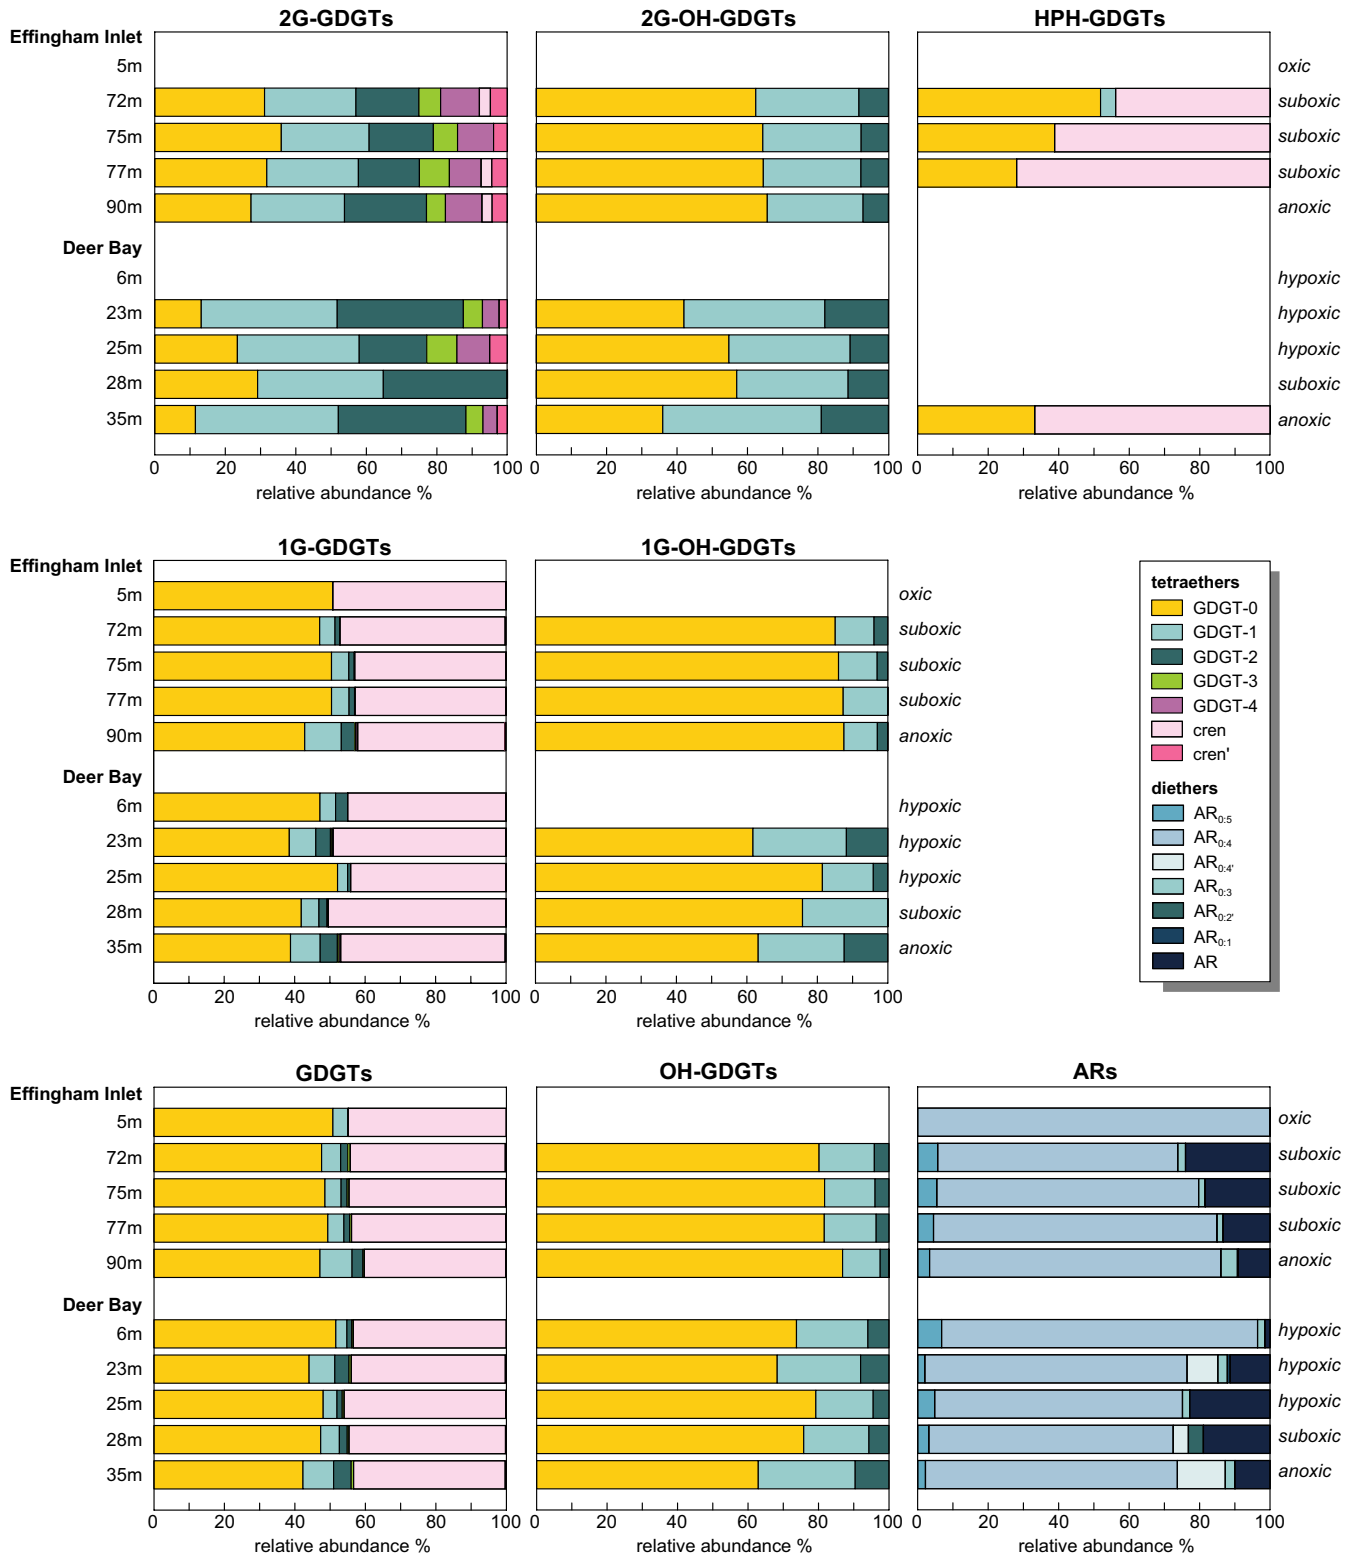 2G-GDGTs 2G-OH-GDGTs HPH-GDGTs
Effingham Inlet
5m oxic
72m suboxic
75m suboxic
77m suboxic
90m anoxic
Deer Bay
6m hypoxic
23m hypoxic
25m hypoxic
28m suboxic
35m anoxic
0 20 40 60 80 100 0 20 40 60 80 100 0 20 40 60 80 100
relative abundance % relative abundance % relative abundance %
1G-GDGTs 1G-OH-GDGTs
Effingham Inlet
5m oxic
72m suboxic
75m suboxic
77m suboxic
90m anoxic
Deer Bay
6m hypoxic
23m hypoxic
25m hypoxic
28m suboxic
35m anoxic
0 20 40 60 80 100 0 20 40 60 80 100
relative abundance % relative abundance %
tetraethers
GDGT-0
GDGT-1
GDGT-2
GDGT-3
GDGT-4
cren
cren'
diethers
AR0:5
AR0:4
AR0:4'
AR0:3
AR0:2'
AR0:1
AR
GDGTs OH-GDGTs ARs
Effingham Inlet
5m oxic
72m suboxic
75m suboxic
77m suboxic
90m anoxic
Deer Bay
6m hypoxic
23m hypoxic
25m hypoxic
28m suboxic
35m anoxic
0 20 40 60 80 100 0 20 40 60 80 100 0 20 40 60 80 100
relative abundance % relative abundance % relative abundance %